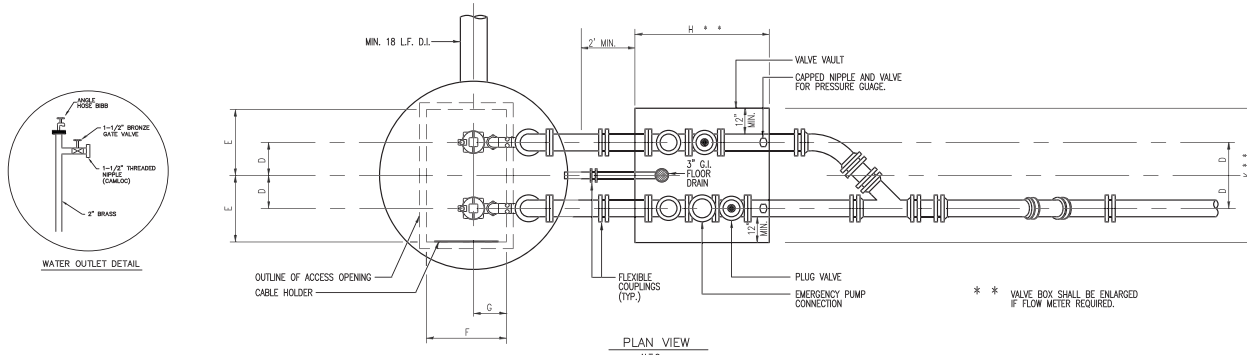 ANGLE
HOSE BIBB
1-1/2" BRONZE
GATE VALVE
1-1/2" THREADED
NIPPLE
(CAMLOC)
2" BRASS
WATER OUTLET DETAIL
MIN. 18 L.F. D.I.
2' MIN.
H * *
VALVE VAULT
CAPPED NIPPLE AND VALVE
FOR PRESSURE GUAGE.
12"
MIN.
E
D
D
E
3" G.I.
FLOOR
DRAIN
12"
MIN.
D
D
K * *
OUTLINE OF ACCESS OPENING
CABLE HOLDER
G
F
FLEXIBLE
COUPLINGS
(TYP.)
PLUG VALVE
EMERGENCY PUMP
CONNECTION
* * VALVE BOX SHALL BE ENLARGED
IF FLOW METER REQUIRED.
PLAN VIEW